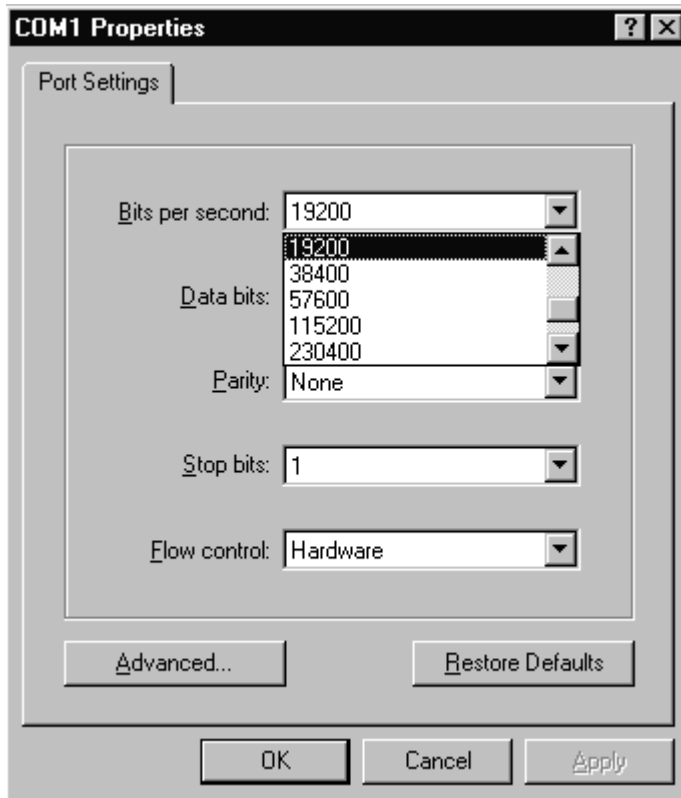 COM1 Properties
Port Settings
Bits per second: 19200
19200
38400
Data bits: 57600
115200
230400
Parity: None
Stop bits: 1
Flow control: Hardware
Advanced... Restore Defaults
OK Cancel Apply